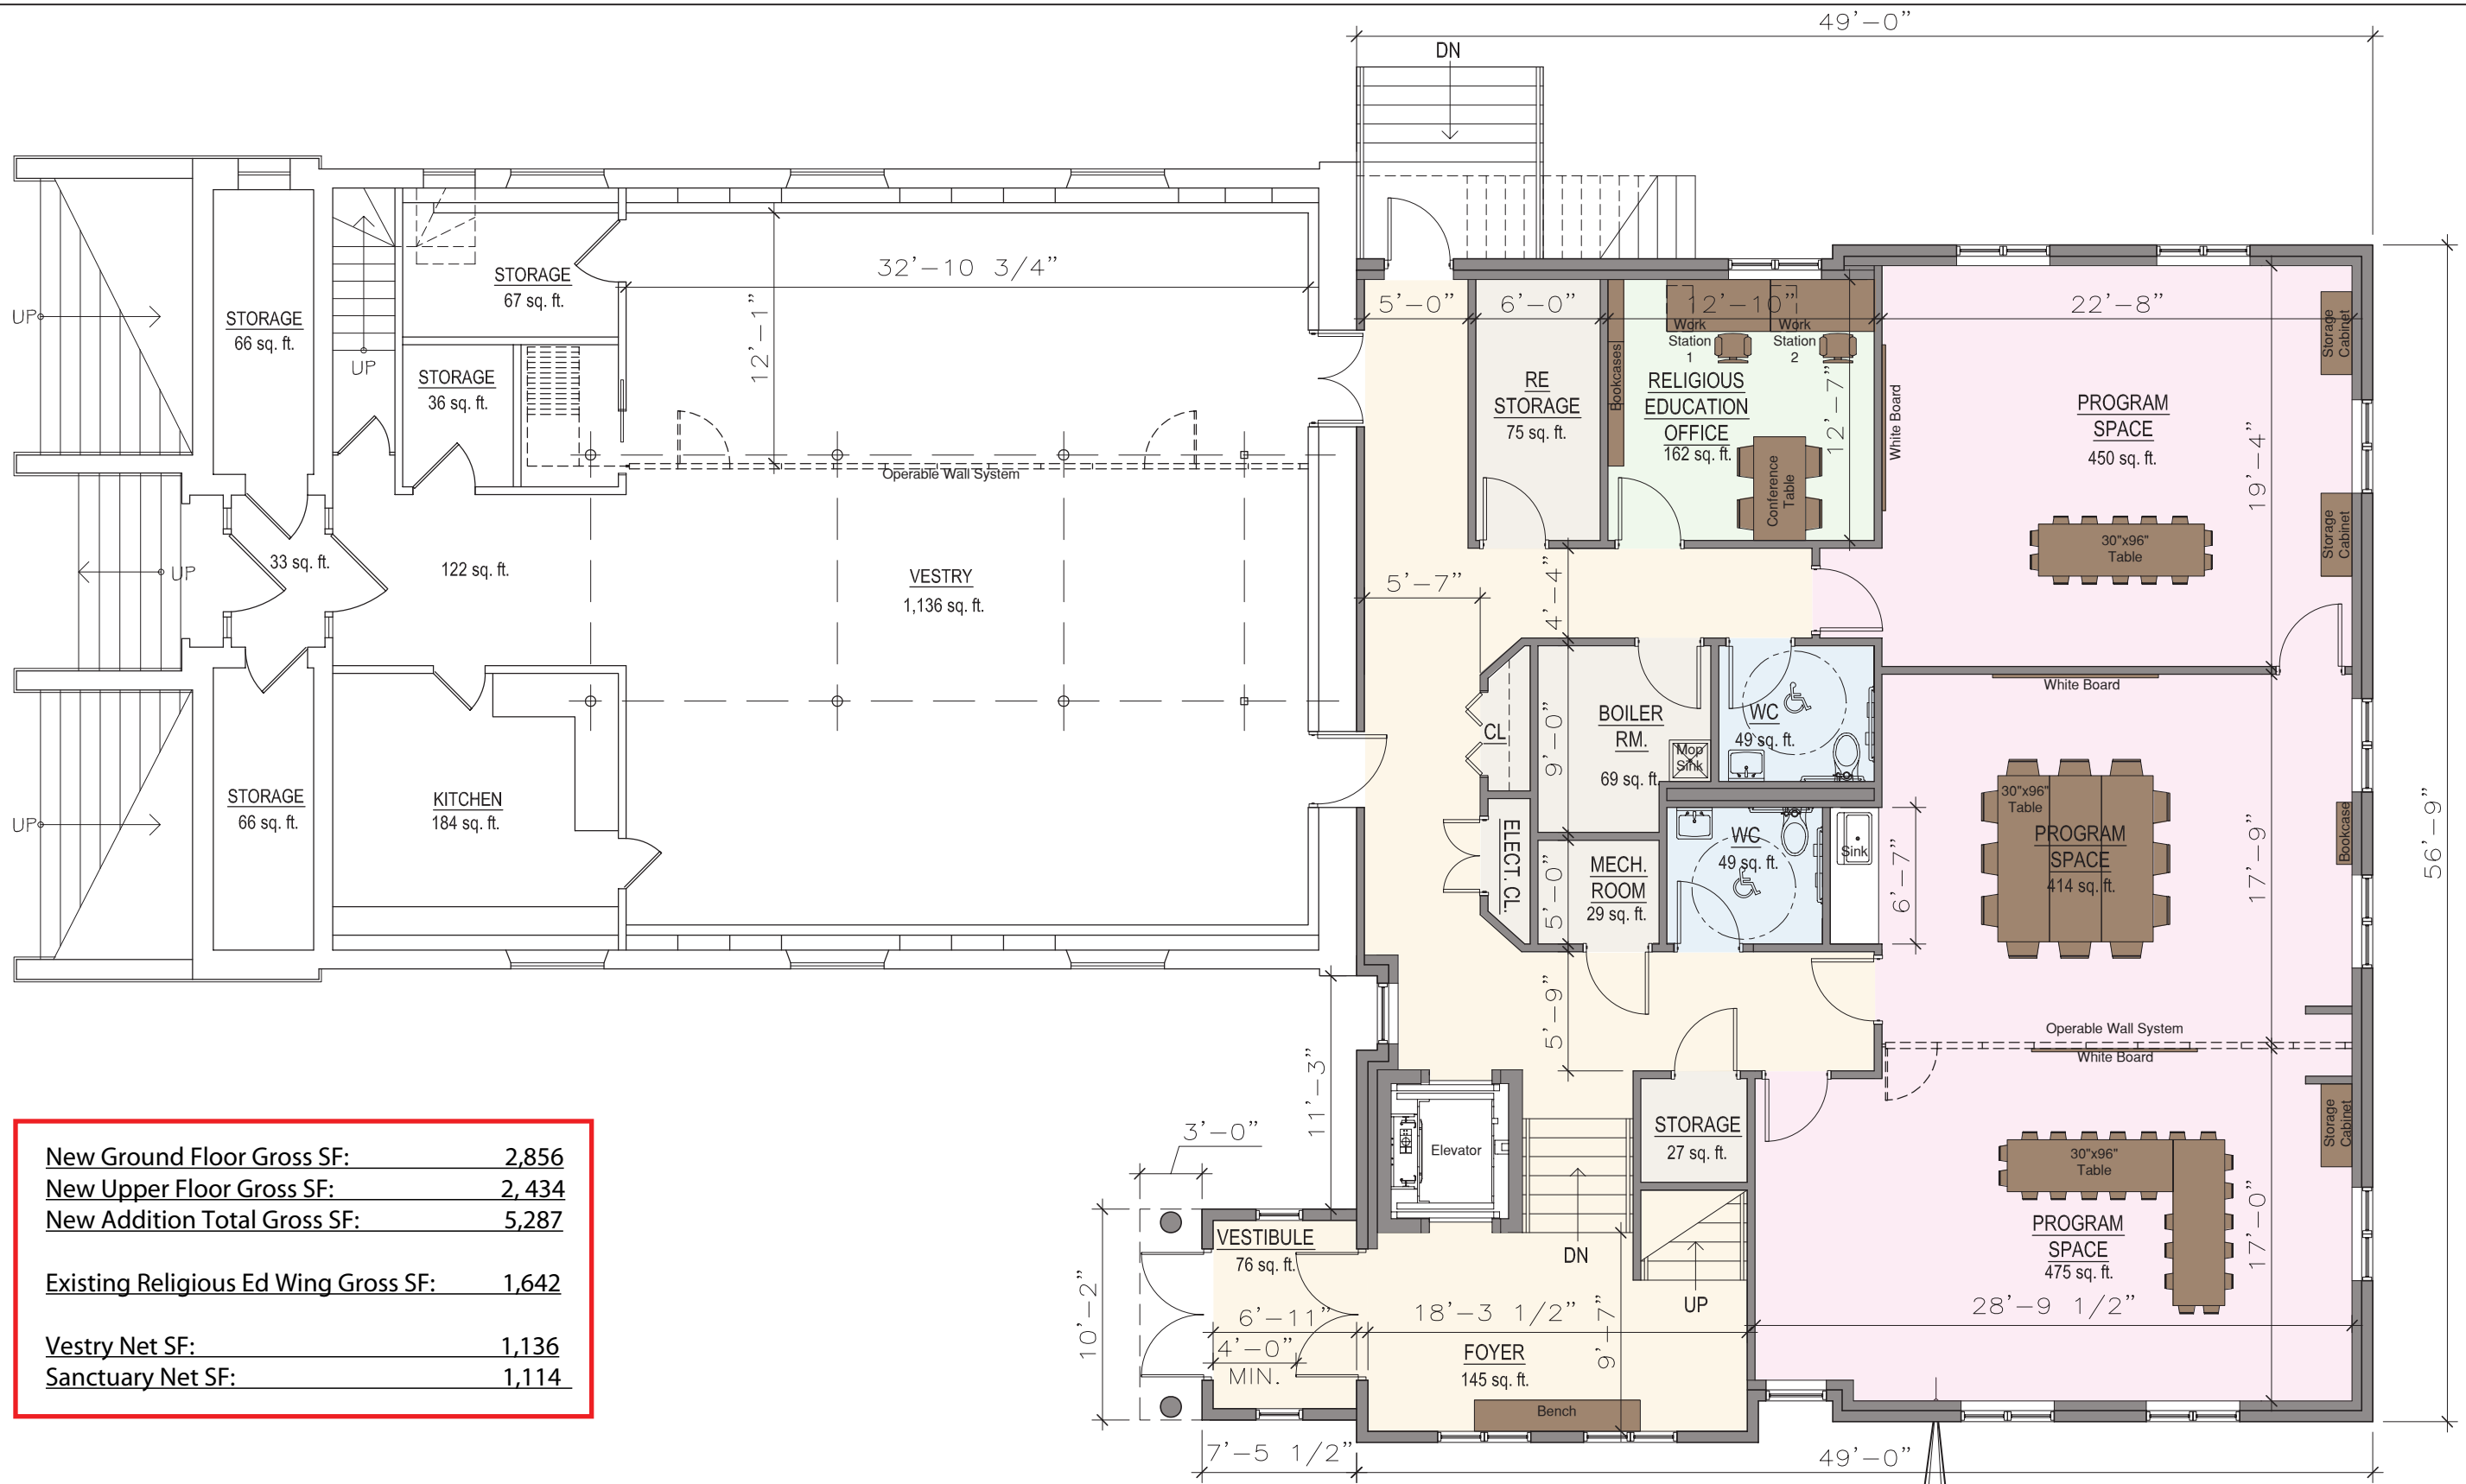 49'-0"
DN
32'-10 3/4"
12'-1"
STORAGE
67 sq. ft.
STORAGE
66 sq. ft.
UP
UP
STORAGE
36 sq. ft.
Operable Wall System
5'-0"
6'-0"
12'-10"
22'-8"
Work
Station
1
Work
Station
2
Bookcases
RE
STORAGE
75 sq. ft.
RELIGIOUS
EDUCATION
OFFICE
162 sq. ft.
12'-7"
Conference
Table
White Board
Storage
Cabinet
PROGRAM
SPACE
450 sq. ft.
19'-4"
30"x96"
Table
Storage
Cabinet
UP
33 sq. ft.
122 sq. ft.
VESTRY
1,136 sq. ft.
5'-7"
4'-4"
White Board
CL
BOILER
RM.
69 sq. ft.
Mop
Sink
9'-0"
WC
49 sq. ft.
UP
STORAGE
66 sq. ft.
KITCHEN
184 sq. ft.
ELECT. CL.
MECH.
ROOM
29 sq. ft.
5'-0"
WC
49 sq. ft.
Sink
6'-7"
30"x96"
Table
PROGRAM
SPACE
414 sq. ft.
17'-9"
Bookcase
56'-9"
5'-9"
Operable Wall System
White Board
11'-3"
Elevator
STORAGE
27 sq. ft.
Storage
Cabinet
30"x96"
Table
PROGRAM
SPACE
475 sq. ft.
17'-0"
28'-9 1/2"
3'-0"
10'-2"
VESTIBULE
76 sq. ft.
6'-11"
4'-0"
MIN.
18'-3 1/2"
DN
UP
9'-7"
FOYER
145 sq. ft.
Bench
7'-5 1/2"
49'-0"
New Ground Floor Gross SF: 2,856
New Upper Floor Gross SF: 2, 434
New Addition Total Gross SF: 5,287
Existing Religious Ed Wing Gross SF: 1,642
Vestry Net SF: 1,136
Sanctuary Net SF: 1,114